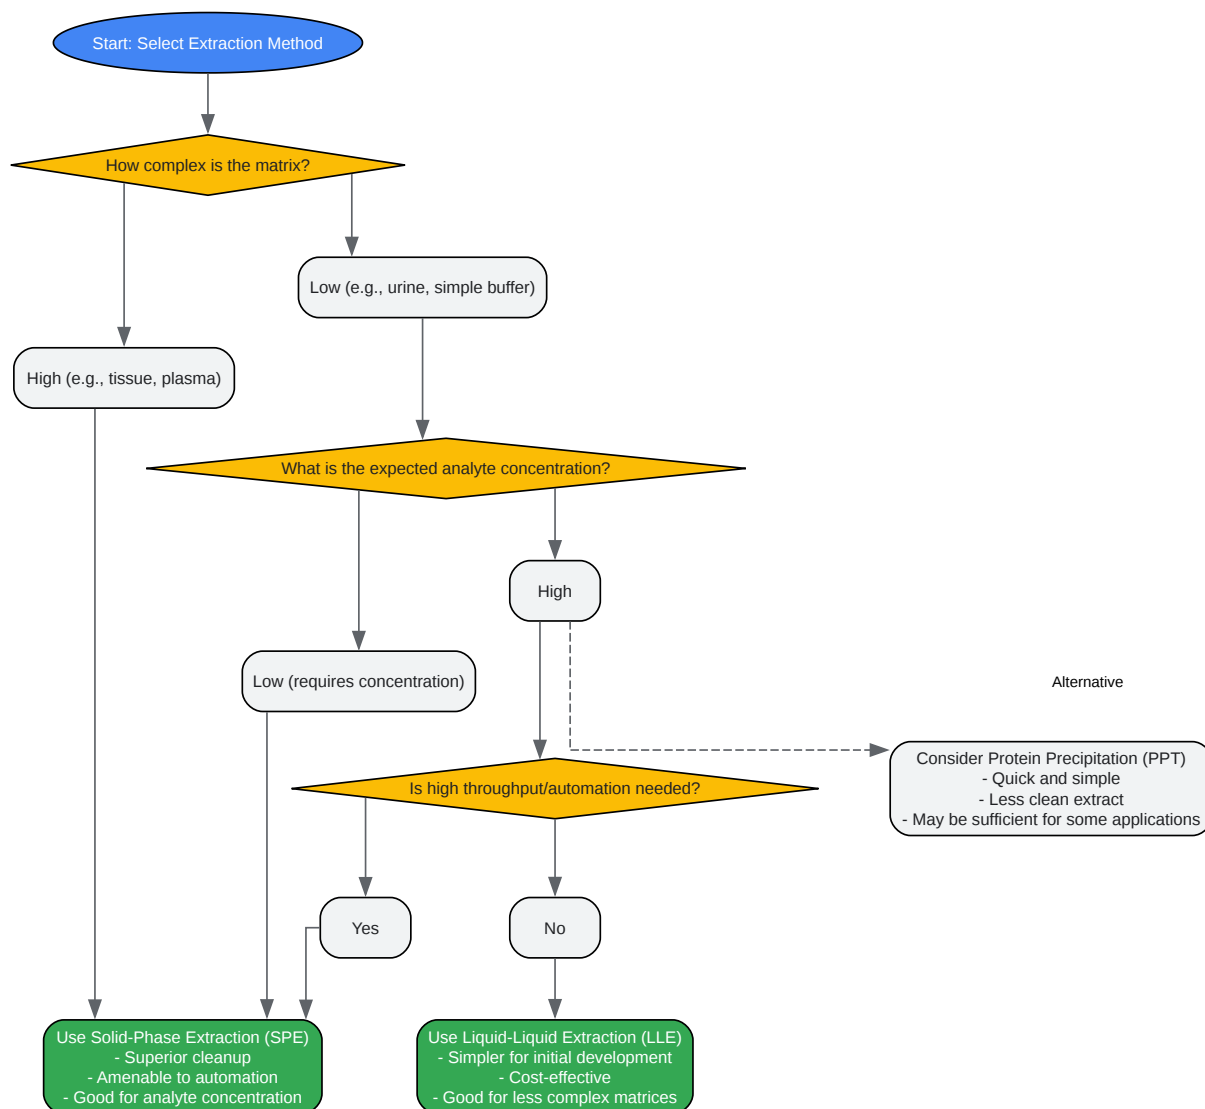 Start: Select Extraction Method
How complex is the matrix?
Low (e.g., urine, simple buffer)
High (e.g., tissue, plasma)
What is the expected analyte concentration?
High
Low (requires concentration)
Alternative
Consider Protein Precipitation (PPT)
- Quick and simple
- Less clean extract
- May be sufficient for some applications
Is high throughput/automation needed?
Yes
No
Use Solid-Phase Extraction (SPE)
- Superior cleanup
- Amenable to automation
- Good for analyte concentration
Use Liquid-Liquid Extraction (LLE)
- Simpler for initial development
- Cost-effective
- Good for less complex matrices